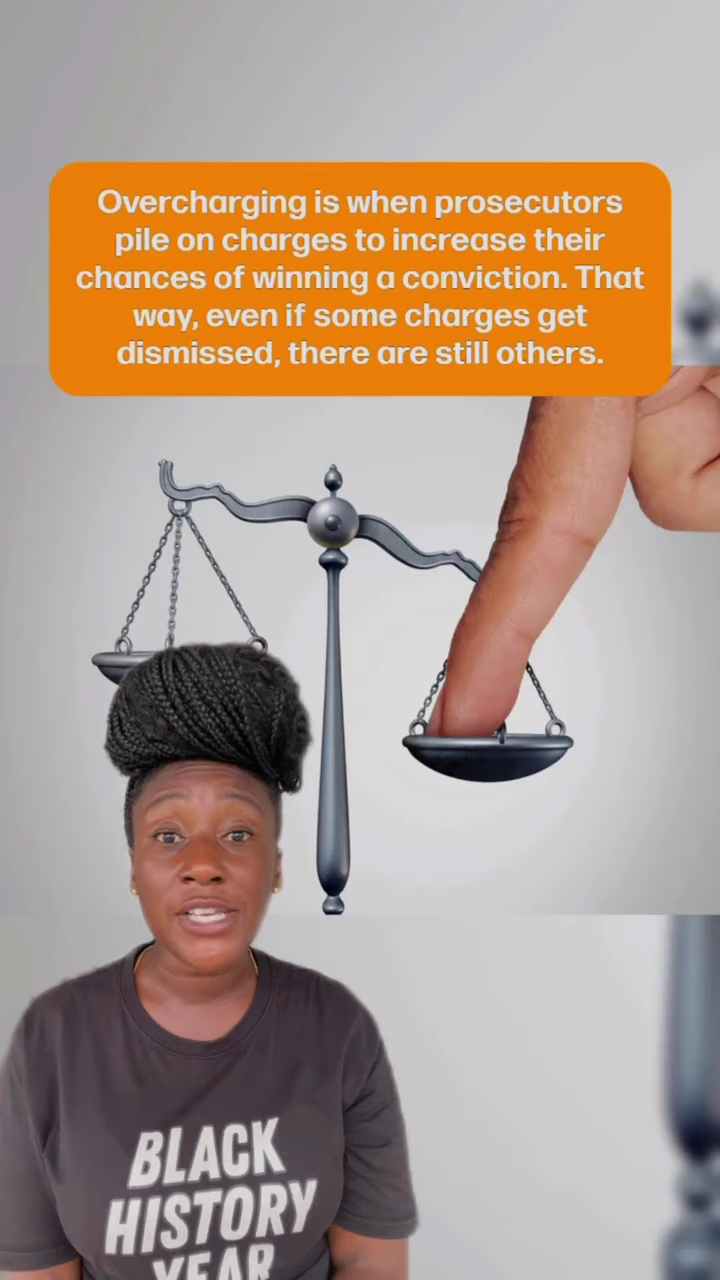 Overcharging is when prosecutors
pile on charges to increase their
chances of winning a conviction. That
way, even if some charges get
dismissed, there are still others.
BLACK
HISTORY
YEAR